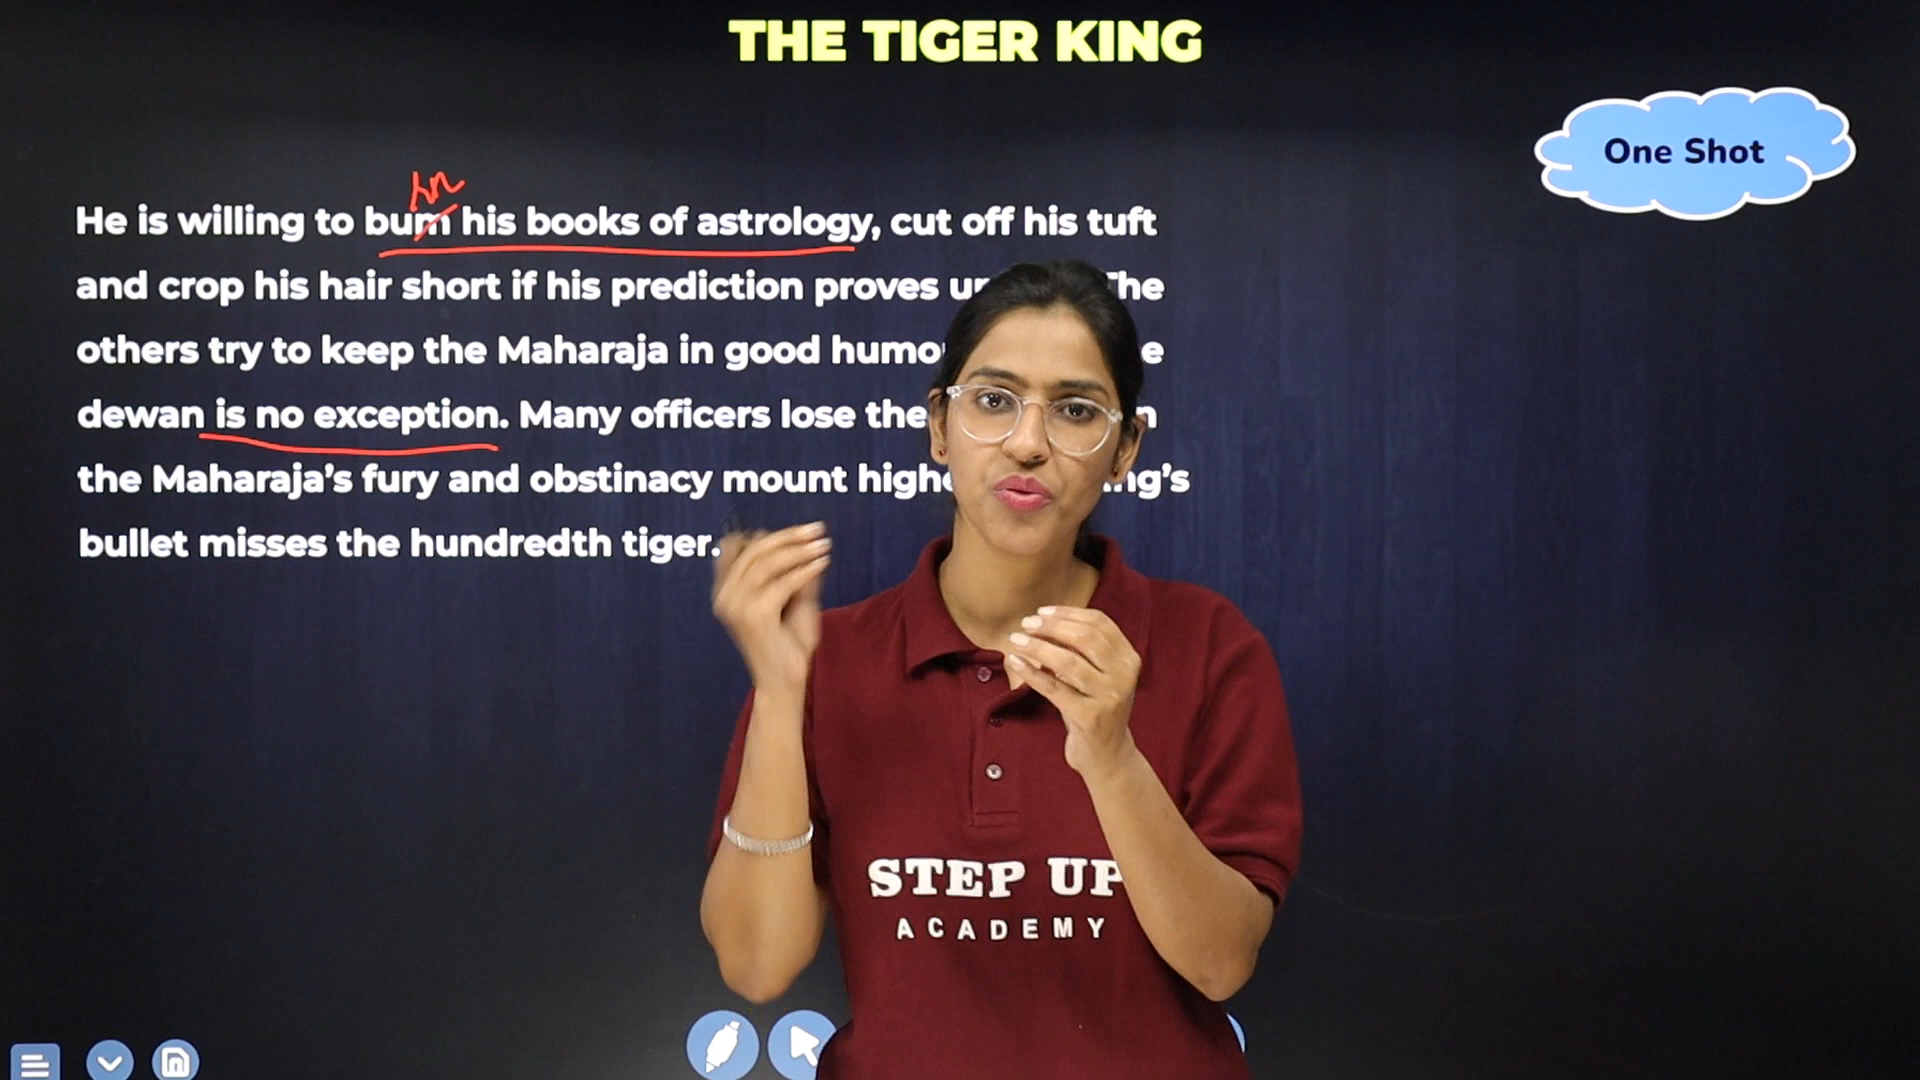 THE TIGER KING
One Shot
rn
He is willing to bum his books of astrology, cut off his tuft
and crop his hair short if his prediction proves The
others try to keep the Maharaja in good
dewan is no exception. Many officers lose
the Maharaja's fury and obstinacy mount
bullet misses the hundredth tiger.
STEP UP
ACADEMY